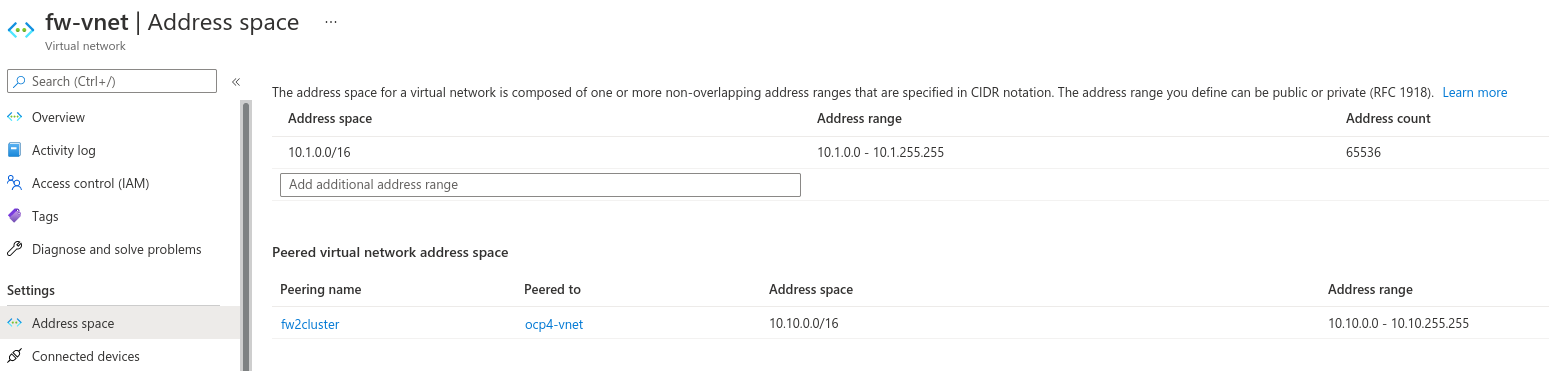 fw-vnet | Address space ...
Virtual network
Search (Ctrl+/) «
Overview
Activity log
Access control (IAM)
Tags
Diagnose and solve problems
Settings
Address space
Connected devices
The address space for a virtual network is composed of one or more non-overlapping address ranges that are specified in CIDR notation. The address range you define can be public or private (RFC 1918). Learn more
Address space Address range Address count
10.1.0.0/16 10.1.0.0 - 10.1.255.255 65536
Add additional address range
Peered virtual network address space
Peering name Peered to Address space Address range
fw2cluster ocp4-vnet 10.10.0.0/16 10.10.0.0 - 10.10.255.255